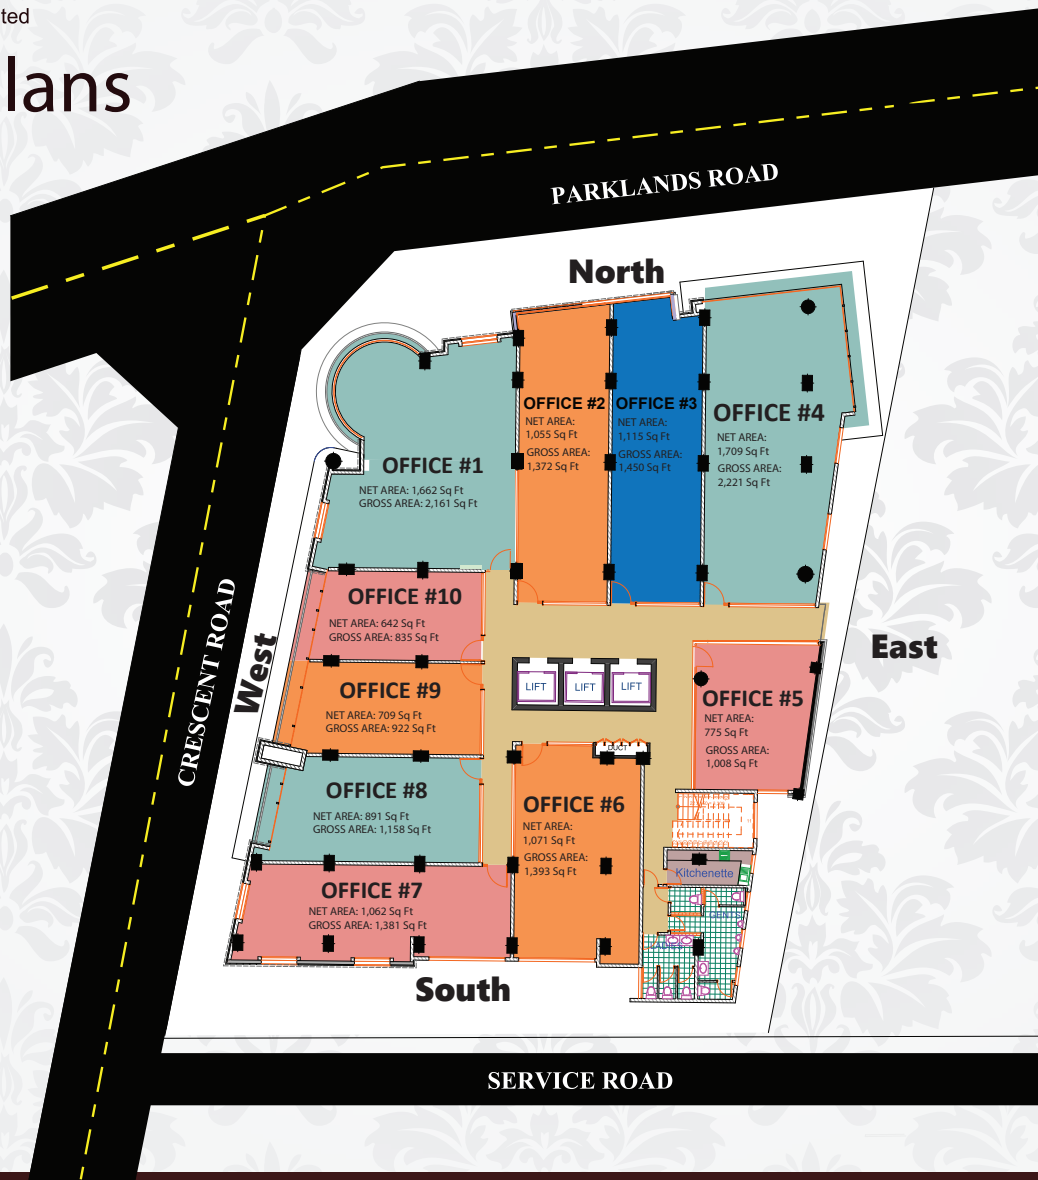 ted
lans
PARKLANDS ROAD
North
OFFICE #2
NET AREA:
1,055 Sq Ft
GROSS AREA:
1,372 Sq Ft
OFFICE #3
NET AREA:
1,115 Sq Ft
GROSS AREA:
1,450 Sq Ft
OFFICE #4
NET AREA:
1,709 Sq Ft
GROSS AREA:
2,221 Sq Ft
OFFICE #1
NET AREA: 1,662 Sq Ft
GROSS AREA: 2,161 Sq Ft
OFFICE #10
NET AREA: 642 Sq Ft
GROSS AREA: 835 Sq Ft
CRESCENT ROAD
West
East
OFFICE #9
NET AREA: 709 Sq Ft
GROSS AREA: 922 Sq Ft
LIFT
LIFT
LIFT
OFFICE #5
NET AREA:
775 Sq Ft
GROSS AREA:
1,008 Sq Ft
DUCT
OFFICE #8
NET AREA: 891 Sq Ft
GROSS AREA: 1,158 Sq Ft
OFFICE #6
NET AREA:
1,071 Sq Ft
GROSS AREA:
1,393 Sq Ft
OFFICE #7
NET AREA: 1,062 Sq Ft
GROSS AREA: 1,381 Sq Ft
Kitchenette
South
SERVICE ROAD